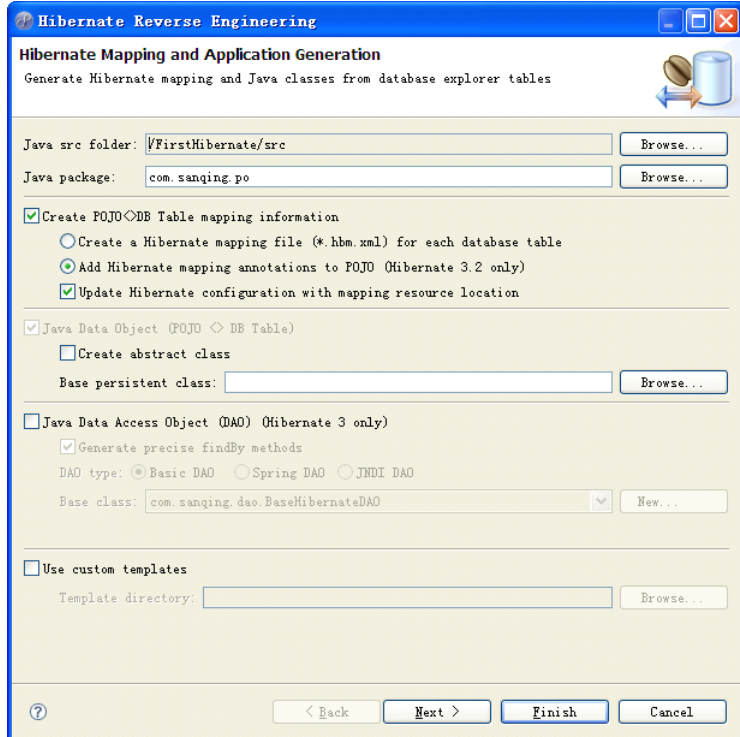 Hibernate Reverse Engineering
Hibernate Mapping and Application Generation
Generate Hibernate mapping and Java classes from database explorer tables
Java src folder: /FirstHibernate/src Browse...
Java package: com.sanqing.po Browse...
Create POJO<>DB Table mapping information
Create a Hibernate mapping file (*.hbm.xml) for each database table
Add Hibernate mapping annotations to POJO (Hibernate 3.2 only)
Update Hibernate configuration with mapping resource location
Java Data Object (POJO <> DB Table)
Create abstract class
Base persistent class: Browse...
Java Data Access Object (DAO) (Hibernate 3 only)
Generate precise findBy methods
DAO type: Basic DAO Spring DAO JNDI DAO
Base class: com.sanqing.dao.BaseHibernateDAO New...
Use custom templates
Template directory: Browse...
? < Back Next > Finish Cancel